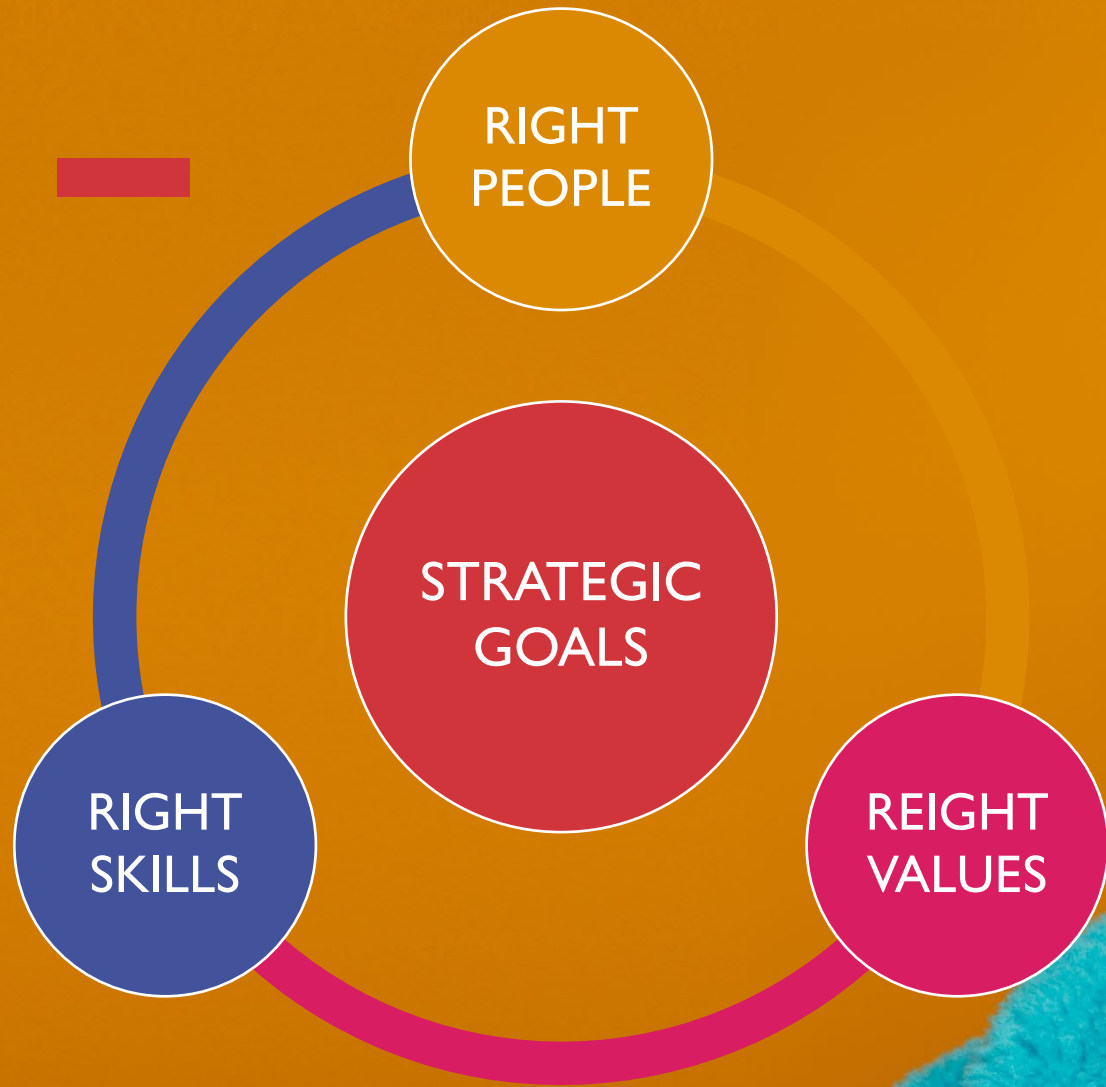 RIGHT
PEOPLE
STRATEGIC
GOALS
RIGHT
SKILLS
REIGHT
VALUES